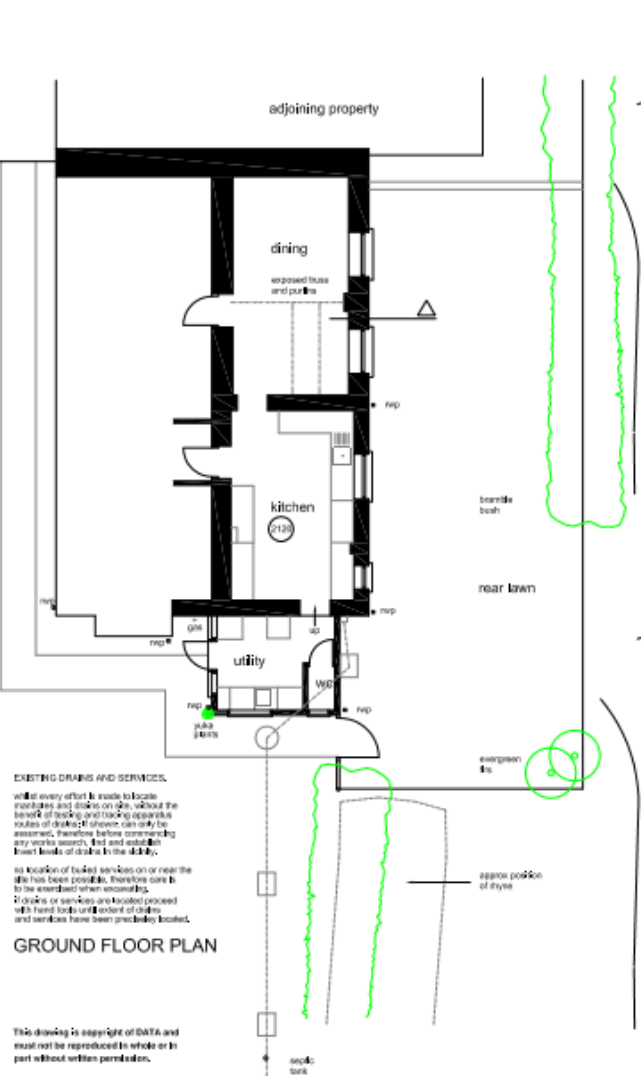 adjoining property
dining
exposed truss
and purlins
rwp
kitchen
2120
bramble
bush
rear lawn
rwp
rwp
gas
rwp
up
utility
WC
rwp
rwp
yuka
plants
evergreen
firs
EXISTING DRAINS AND SERVICES.
whilst every effort is made to locate
manholes and drains on site, without the
benefit of testing and tracing apparatus
routes of drains; if shown; can only be
assumed, therefore before commencing
any works search, find and establish
invert levels of drains in the vicinity.
no location of buried services on or near the
site has been possible, therefore care is
to be exercised when excavating.
if drains or services are located proceed
with hand tools until extent of drains
and services have been precisely located.
approx position
of rhyne
GROUND FLOOR PLAN
This drawing is copyright of DATA and
must not be reproduced in whole or in
part without written permission.
septic
tank